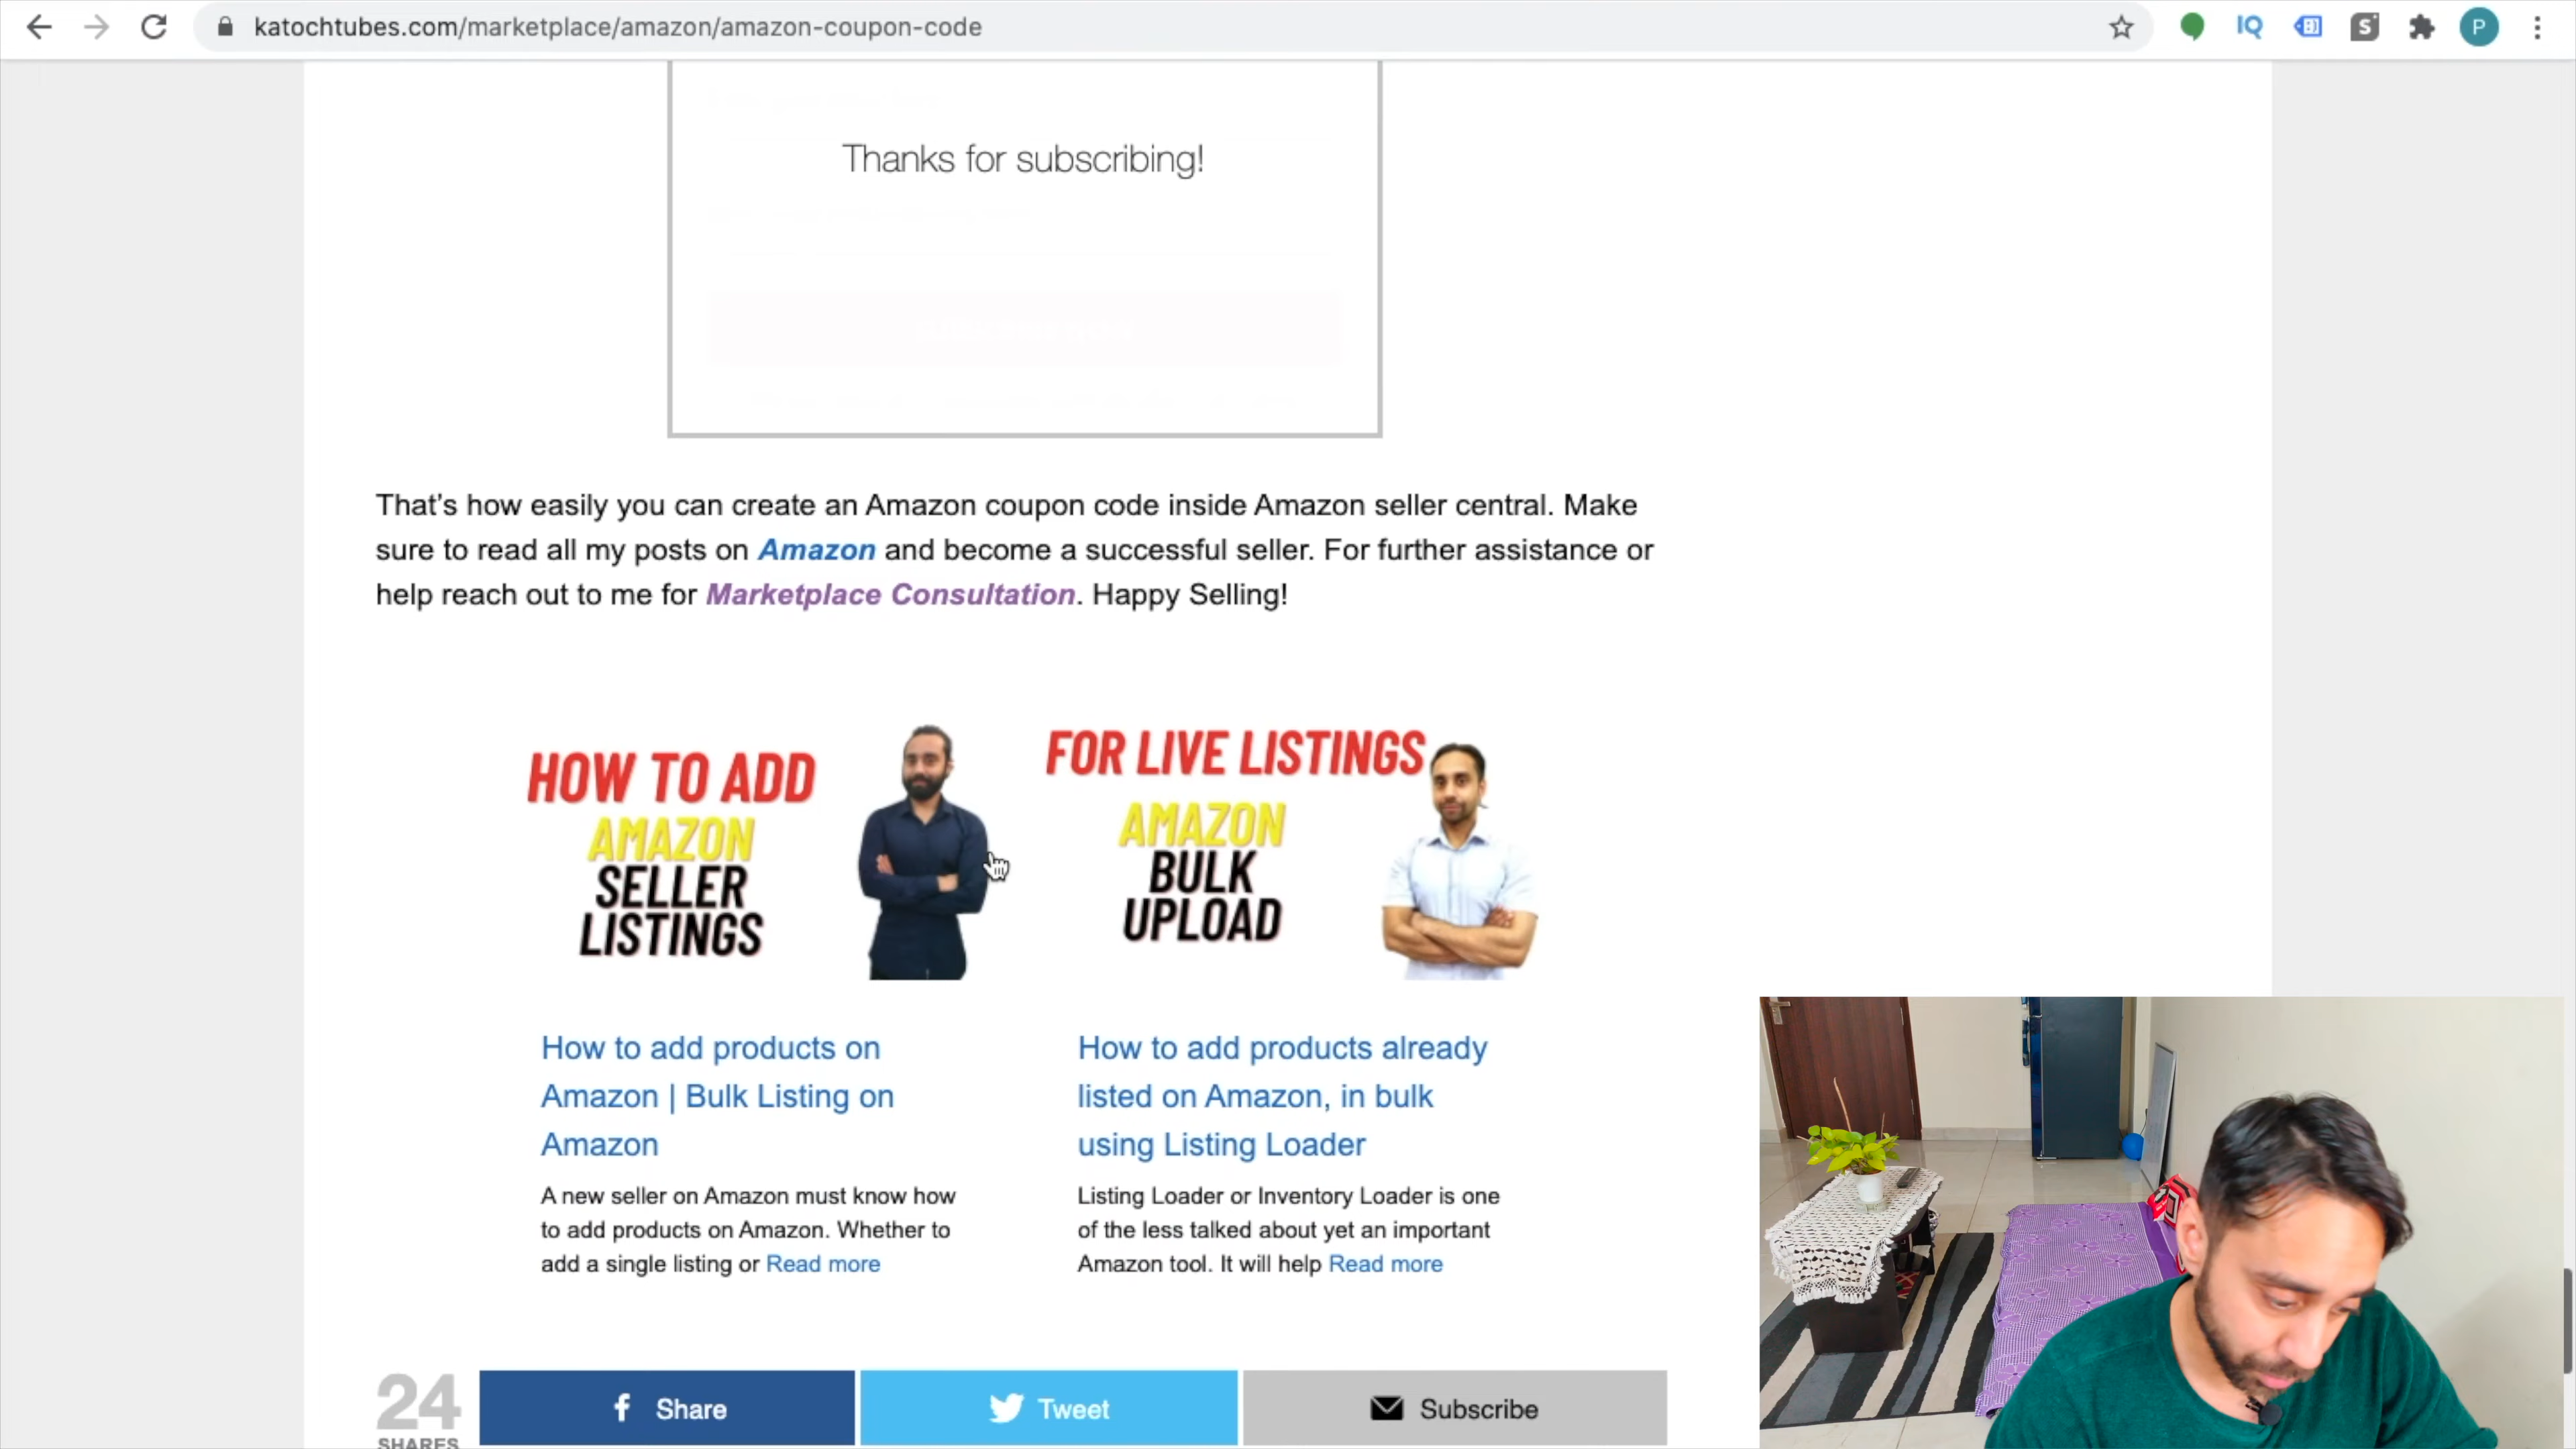 katochtubes.com/marketplace/amazon/amazon-coupon-code
IQ
S
P
Thanks for subscribing!
That's how easily you can create an Amazon coupon code inside Amazon seller central. Make
sure to read all my posts on Amazon and become a successful seller. For further assistance or
help reach out to me for Marketplace Consultation. Happy Selling!
HOW TO ADD
AMAZON
SELLER
LISTINGS
FOR LIVE LISTINGS
AMAZON
BULK
UPLOAD
How to add products on
Amazon | Bulk Listing on
Amazon
A new seller on Amazon must know how
to add products on Amazon. Whether to
add a single listing or Read more
How to add products already
listed on Amazon, in bulk
using Listing Loader
Listing Loader or Inventory Loader is one
of the less talked about yet an important
Amazon tool. It will help Read more
24
SHARES
Share
Tweet
Subscribe